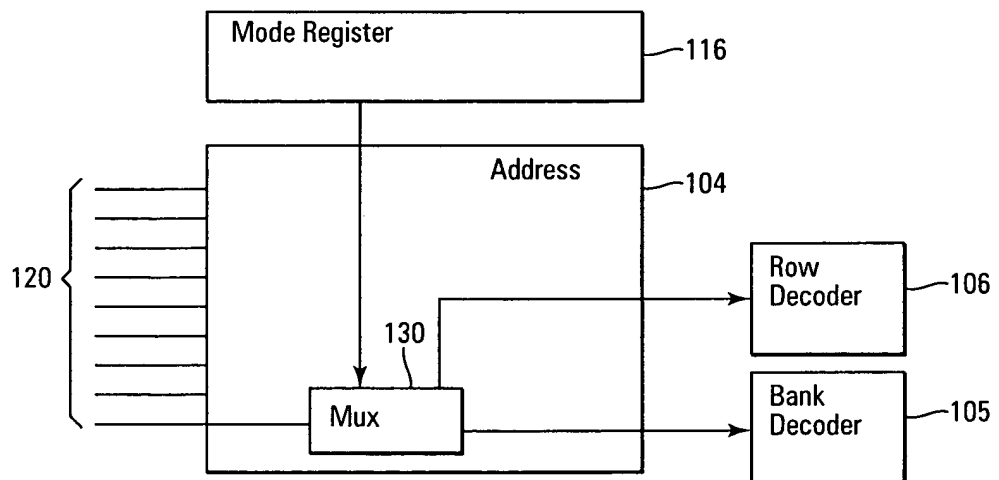 Mode Register
116
Address
104
120
130
Mux
Row
Decoder
106
Bank
Decoder
105